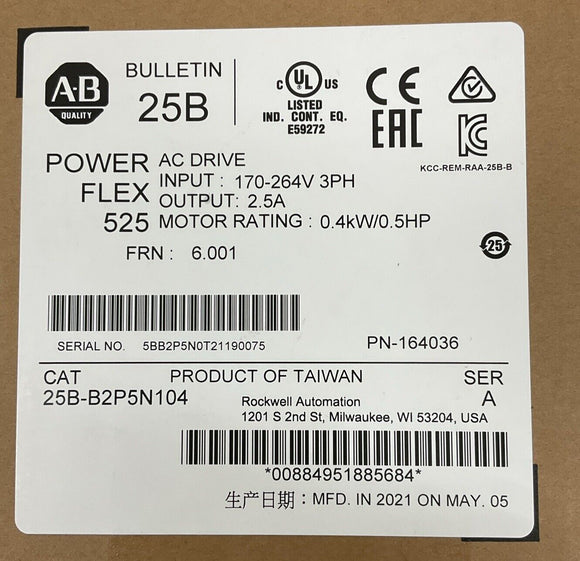 A-B
QUALITY
BULLETIN
25B
C UL US
LISTED
IND. CONT. EQ.
E59272
CE
EAC
KC
KCC-REM-RAA-25B-B
POWER FLEX 525
AC DRIVE
INPUT : 170-264V 3PH
OUTPUT: 2.5A
MOTOR RATING : 0.4kW/0.5HP
FRN : 6.001
25
SERIAL NO. 5BB2P5N0T21190075
PN-164036
CAT
25B-B2P5N104
PRODUCT OF TAIWAN
SER
A
Rockwell Automation
1201 S 2nd St, Milwaukee, WI 53204, USA
*00884951885684*
生产日期：MFD. IN 2021 ON MAY. 05